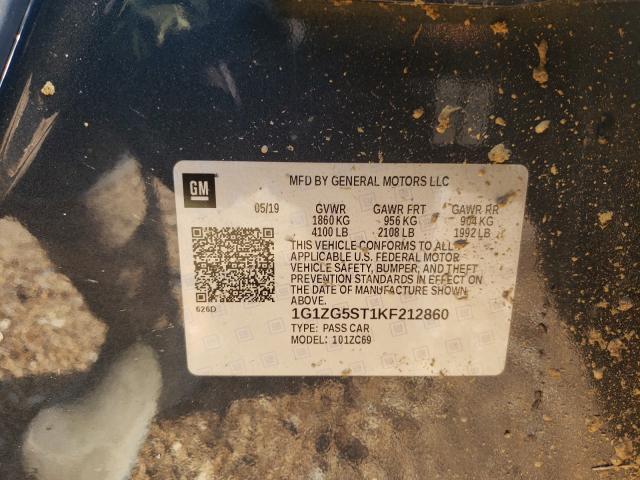 GM
MFD BY GENERAL MOTORS LLC
05/19 GVWR GAWR FRT GAWR RR
1860 KG 956 KG 904 KG
4100 LB 2108 LB 1992 LB
THIS VEHICLE CONFORMS TO ALL
APPLICABLE U.S. FEDERAL MOTOR
VEHICLE SAFETY, BUMPER, AND THEFT
PREVENTION STANDARDS IN EFFECT ON
THE DATE OF MANUFACTURE SHOWN
ABOVE.
626D
1G1ZG5ST1KF212860
TYPE: PASS CAR
MODEL: 101ZC69